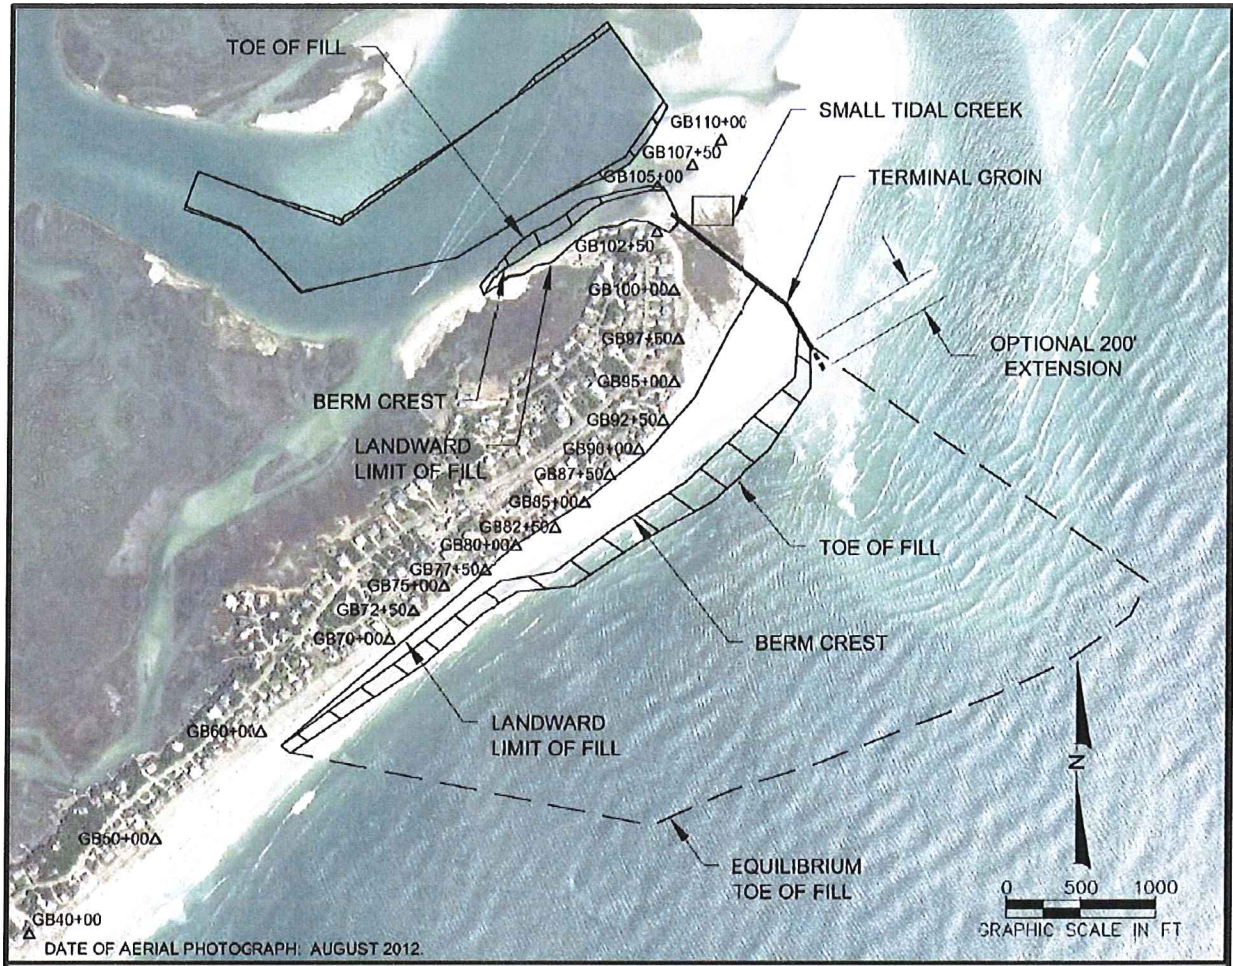 TOE OF FILL
SMALL TIDAL CREEK
GB110+00
GB107+50
GB105+00
TERMINAL GROIN
GB102+50
GB100+00
GB97+50
OPTIONAL 200'
EXTENSION
GB95+00
BERM CREST
GB92+50
LANDWARD
LIMIT OF FILL
GB90+00
GB87+50
GB85+00
GB82+50
GB80+00
TOE OF FILL
GB77+50
GB75+00
GB72+50
GB70+00
BERM CREST
LANDWARD
LIMIT OF FILL
GB60+00
N
GB50+00
EQUILIBRIUM
TOE OF FILL
0 500 1000
GRAPHIC SCALE IN FT
GB40+00
DATE OF AERIAL PHOTOGRAPH: AUGUST 2012.